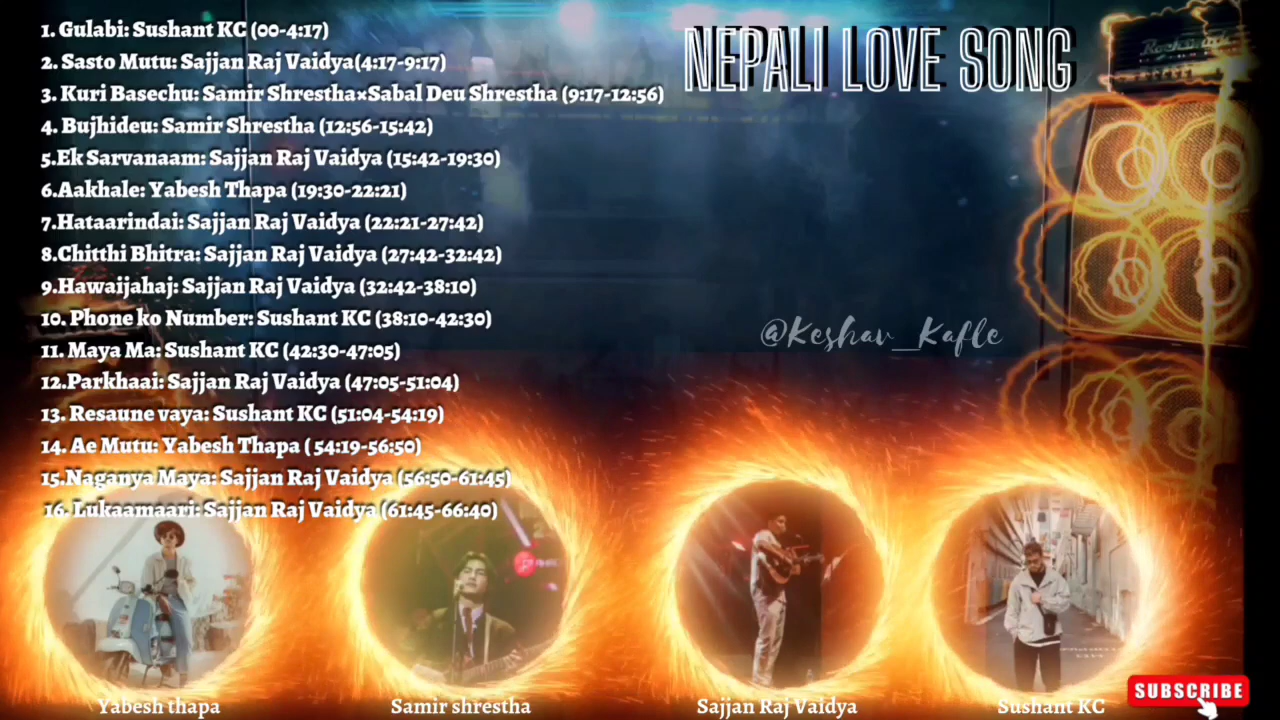 1. Gulabi: Sushant KC (00-4:17)
2. Sasto Mutu: Sajjan Raj Vaidya(4:17-9:17)
3. Kuri Basechu: Samir Shrestha×Sabal Deu Shrestha (9:17-12:56)
4. Bujhideu: Samir Shrestha (12:56-15:42)
5.Ek Sarvanaam: Sajjan Raj Vaidya (15:42-19:30)
6.Aakhale: Yabesh Thapa (19:30-22:21)
7.Hataarindai: Sajjan Raj Vaidya (22:21-27:42)
8.Chitthi Bhitra: Sajjan Raj Vaidya (27:42-32:42)
9.Hawaijahaj: Sajjan Raj Vaidya (32:42-38:10)
10. Phone ko Number: Sushant KC (38:10-42:30)
11. Maya Ma: Sushant KC (42:30-47:05)
12.Parkhaai: Sajjan Raj Vaidya (47:05-51:04)
13. Resaune vaya: Sushant KC (51:04-54:19)
14. Ae Mutu: Yabesh Thapa ( 54:19-56:50)
15.Naganya Maya: Sajjan Raj Vaidya (56:50-61:45)
16. Lukaamaari: Sajjan Raj Vaidya (61:45-66:40)
NEPALI LOVE SONG
@Keshav_Kafle
Yabesh thapa
Samir shrestha
Sajjan Raj Vaidya
Sushant KC
SUBSCRIBE